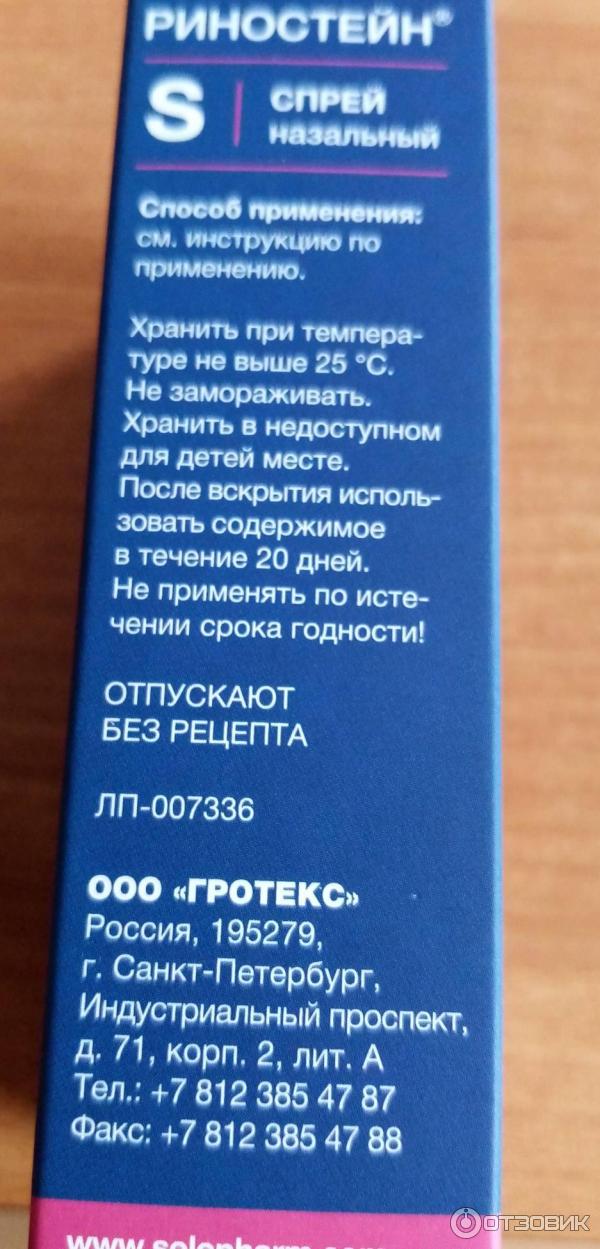 РИНОСТЕЙН®
S
СПРЕЙ
назальный
Способ применения:
см. инструкцию по
применению.
Хранить при темпера-
туре не выше 25 °C.
Не замораживать.
Хранить в недоступном
для детей месте.
После вскрытия исполь-
зовать содержимое
в течение 20 дней.
Не применять по исте-
чении срока годности!
ОТПУСКАЮТ
БЕЗ РЕЦЕПТА
ЛП-007336
ООО «ГРОТЕКС»
Россия, 195279,
г. Санкт-Петербург,
Индустриальный проспект,
д. 71, корп. 2, лит. А
Тел.: +7 812 385 47 87
Факс: +7 812 385 47 88
www.solopharm.com
ОТЗОВИК